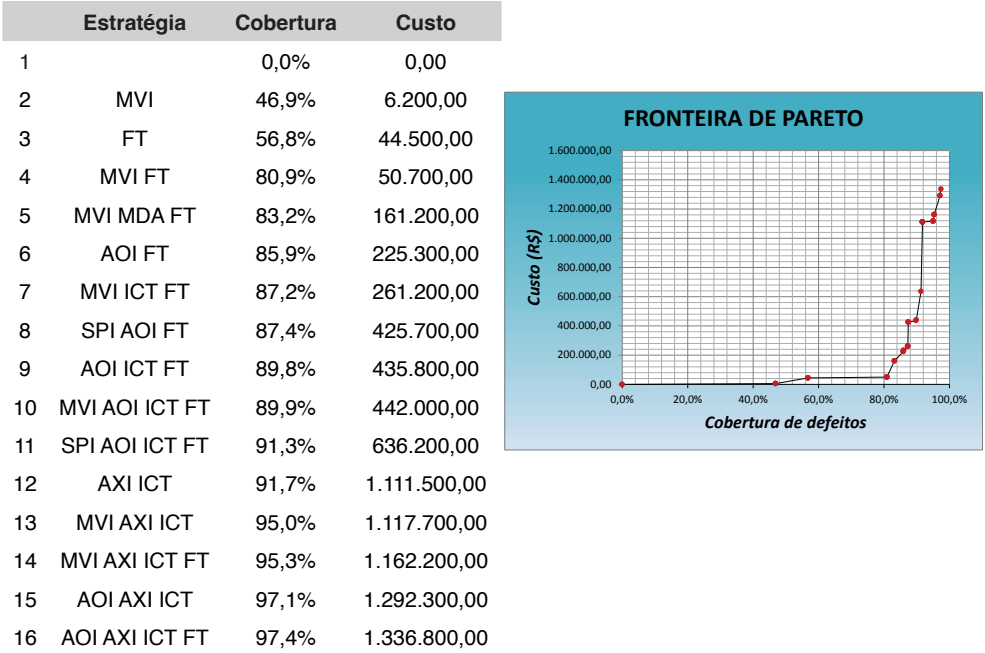 Estratégia Cobertura Custo
1 0,0% 0,00
2 MVI 46,9% 6.200,00
3 FT 56,8% 44.500,00
4 MVI FT 80,9% 50.700,00
5 MVI MDA FT 83,2% 161.200,00
6 AOI FT 85,9% 225.300,00
7 MVI ICT FT 87,2% 261.200,00
8 SPI AOI FT 87,4% 425.700,00
9 AOI ICT FT 89,8% 435.800,00
10 MVI AOI ICT FT 89,9% 442.000,00
11 SPI AOI ICT FT 91,3% 636.200,00
12 AXI ICT 91,7% 1.111.500,00
13 MVI AXI ICT 95,0% 1.117.700,00
14 MVI AXI ICT FT 95,3% 1.162.200,00
15 AOI AXI ICT 97,1% 1.292.300,00
16 AOI AXI ICT FT 97,4% 1.336.800,00
FRONTEIRA DE PARETO
Custo (R$)
1.600.000,00
1.400.000,00
1.200.000,00
1.000.000,00
800.000,00
600.000,00
400.000,00
200.000,00
0,00
0,0% 20,0% 40,0% 60,0% 80,0% 100,0%
Cobertura de defeitos